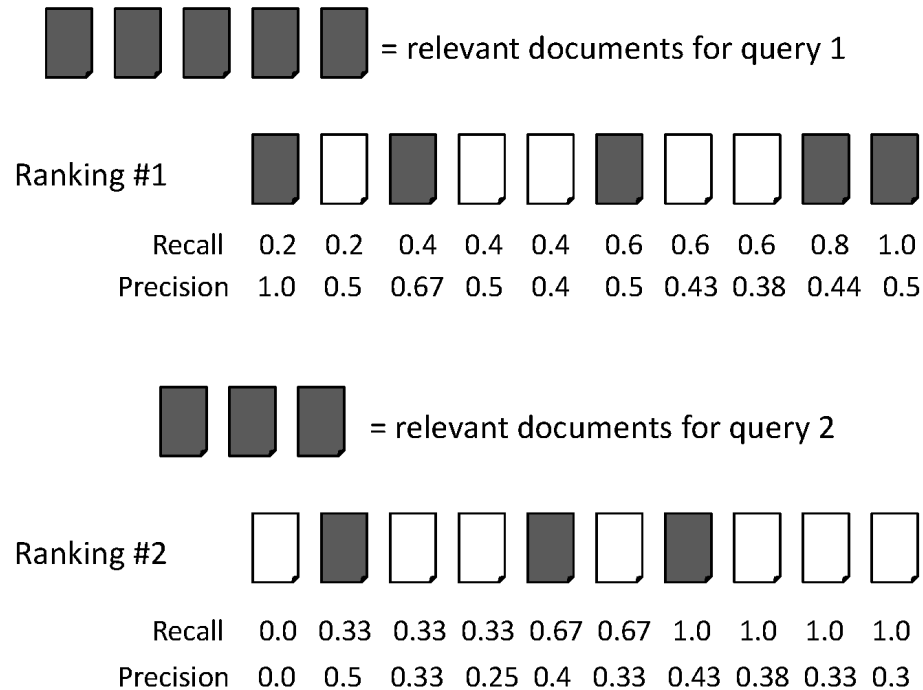 = relevant documents for query 1
Ranking #1
Recall 0.2 0.2 0.4 0.4 0.4 0.6 0.6 0.6 0.8 1.0
Precision 1.0 0.5 0.67 0.5 0.4 0.5 0.43 0.38 0.44 0.5
= relevant documents for query 2
Ranking #2
Recall 0.0 0.33 0.33 0.33 0.67 0.67 1.0 1.0 1.0 1.0
Precision 0.0 0.5 0.33 0.25 0.4 0.33 0.43 0.38 0.33 0.3